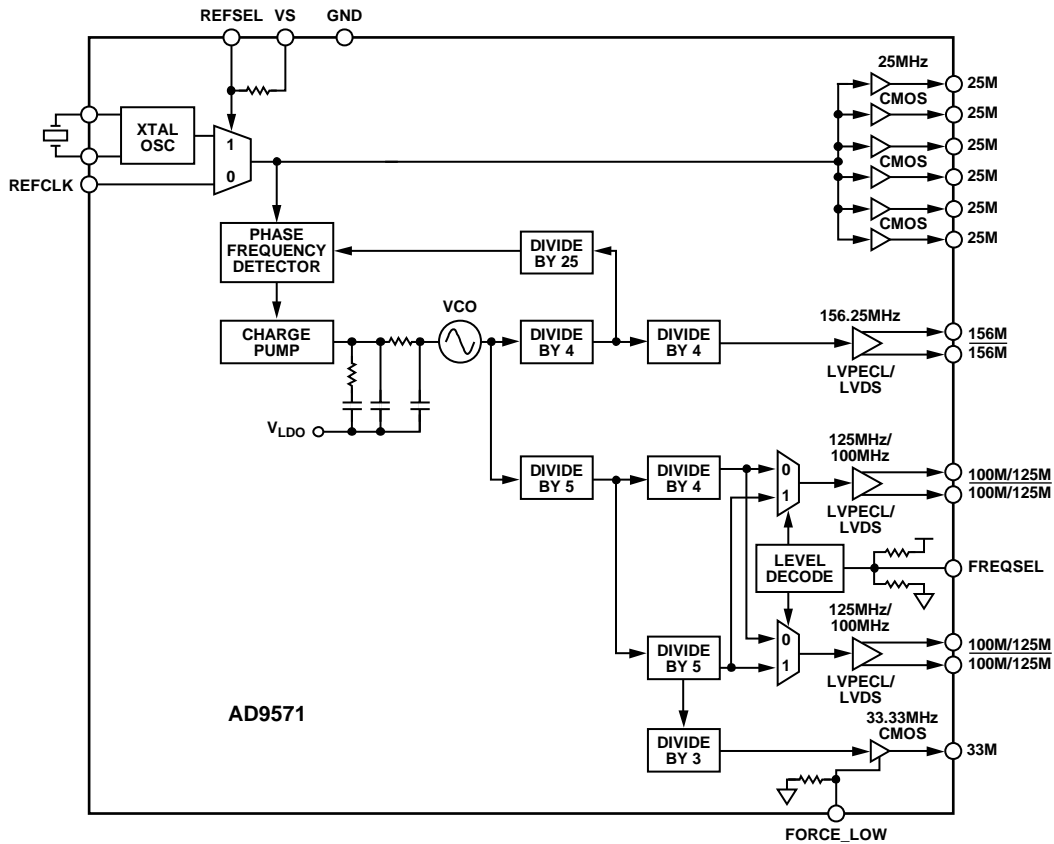 REFSEL VS GND
25MHz
25M
CMOS
25M
XTAL
OSC
1
0
25M
CMOS
25M
REFCLK
25M
CMOS
25M
PHASE
FREQUENCY
DETECTOR
DIVIDE
BY 25
VCO
CHARGE
PUMP
DIVIDE
BY 4
DIVIDE
BY 4
156.25MHz
156M
156M
LVPECL/
LVDS
VLDO
125MHz/
100MHz
DIVIDE
BY 5
DIVIDE
BY 4
0
1
100M/125M
100M/125M
LVPECL/
LVDS
LEVEL
DECODE
FREQSEL
125MHz/
100MHz
DIVIDE
BY 5
0
1
100M/125M
100M/125M
LVPECL/
LVDS
AD9571
DIVIDE
BY 3
33.33MHz
CMOS
33M
FORCE_LOW